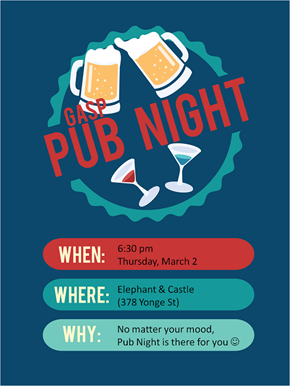 GASP
PUB NIGHT
WHEN:
6:30 pm
Thursday, March 2
WHERE:
Elephant & Castle
(378 Yonge St)
WHY:
No matter your mood,
Pub Night is there for you ☺